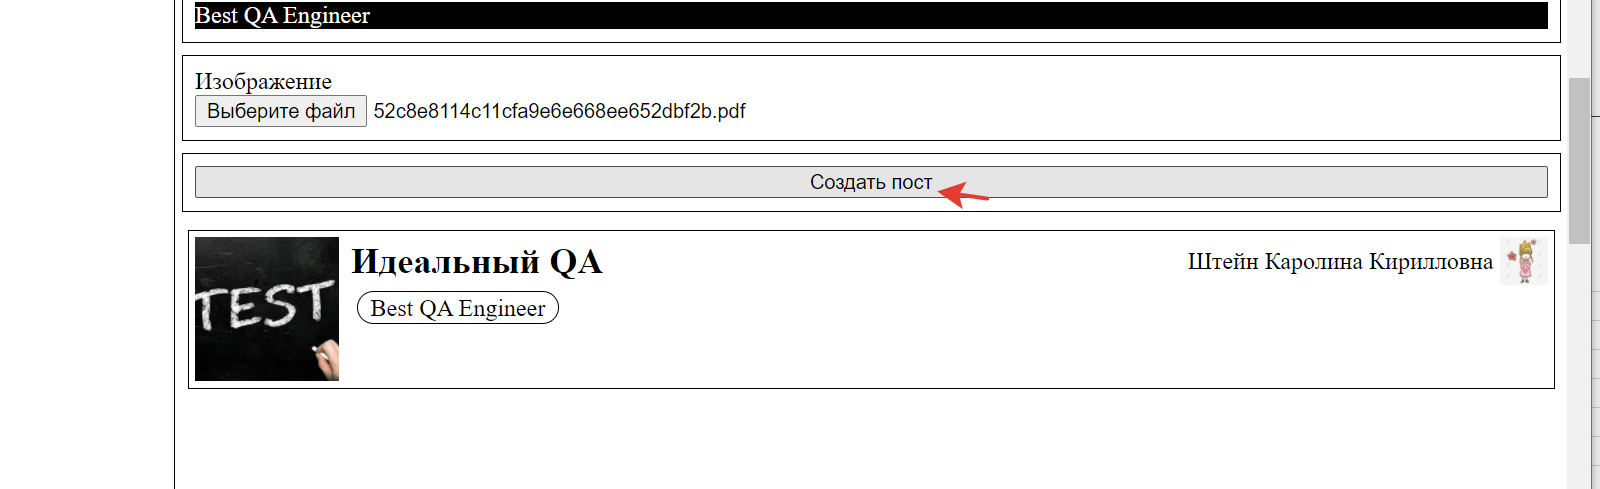 Best QA Engineer
Изображение
Выберите файл 52c8e8114c11cfa9e6e668ee652dbf2b.pdf
Создать пост
TEST
Идеальный QA
Штейн Каролина Кирилловна
Best QA Engineer